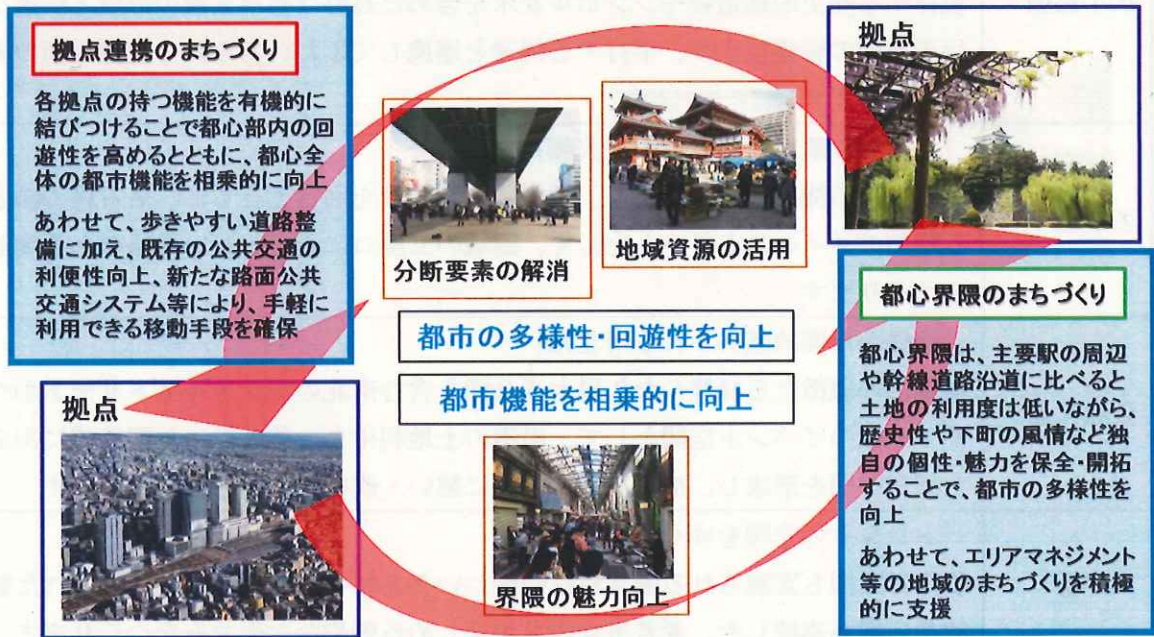 拠点連携のまちづくり
各拠点の持つ機能を有機的に
結びつけることで都心部内の回
遊性を高めるとともに、都心全
体の都市機能を相乗的に向上
あわせて、歩きやすい道路整
備に加え、既存の公共交通の
利便性向上、新たな路面公共
交通システム等により、手軽に
利用できる移動手段を確保
拠点
分断要素の解消
地域資源の活用
都市の多様性・回遊性を向上
都市機能を相乗的に向上
拠点
界隈の魅力向上
都心界隈のまちづくり
都心界隈は、主要駅の周辺
や幹線道路沿道に比べると
土地の利用度は低いながら、
歴史性や下町の風情など独
自の個性・魅力を保全・開拓
することで、都市の多様性を
向上
あわせて、エリアマネジメント
等の地域のまちづくりを積極
的に支援